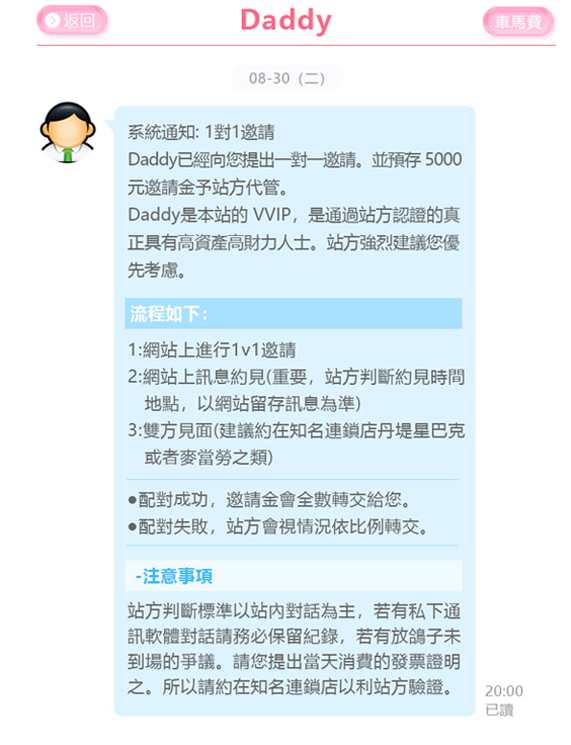 返回
Daddy
車馬費
08-30（二）
系統通知: 1對1邀請
Daddy已經向您提出一對一邀請。並預存 5000
元邀請金予站方代管。
Daddy是本站的 VVIP，是通過站方認證的真
正具有高資產高財力人士。站方強烈建議您優
先考慮。
流程如下：
1:網站上進行1v1邀請
2:網站上訊息約見(重要，站方判斷約見時間
地點，以網站留存訊息為準)
3:雙方見面(建議約在知名連鎖店丹堤星巴克
或者麥當勞之類)
●配對成功，邀請金會全數轉交給您。
●配對失敗，站方會視情況依比例轉交。
-注意事項
站方判斷標準以站內對話為主，若有私下通
訊軟體對話請務必保留紀錄，若有放鴿子未
到場的爭議。請您提出當天消費的發票證明
之。所以請約在知名連鎖店以利站方驗證。
20:00
已讀